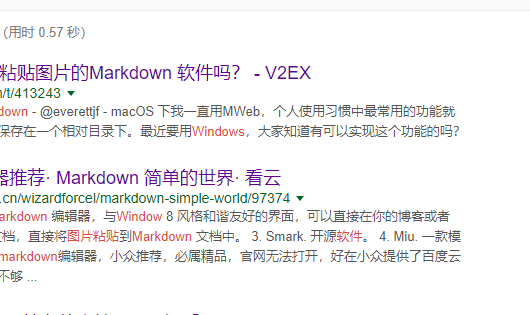 (用时 0.57 秒)
粘贴图片的Markdown 软件吗？ - V2EX
/t/413243
down - @everettjf - macOS 下我一直用MWeb，个人使用习惯中最常用的功能就
保存在一个相对目录下。最近要用Windows，大家知道有可以实现这个功能的吗?
器推荐· Markdown 简单的世界· 看云
.cn/wizardforcel/markdown-simple-world/97374
arkdown 编辑器，与Window 8 风格和谐友好的界面，可以直接在你的博客或者
文档，直接将图片粘贴到Markdown 文档中。 3. Smark. 开源软件。 4. Miu. 一款模
markdown编辑器，小众推荐，必属精品，官网无法打开，好在小众提供了百度云
不够 ...